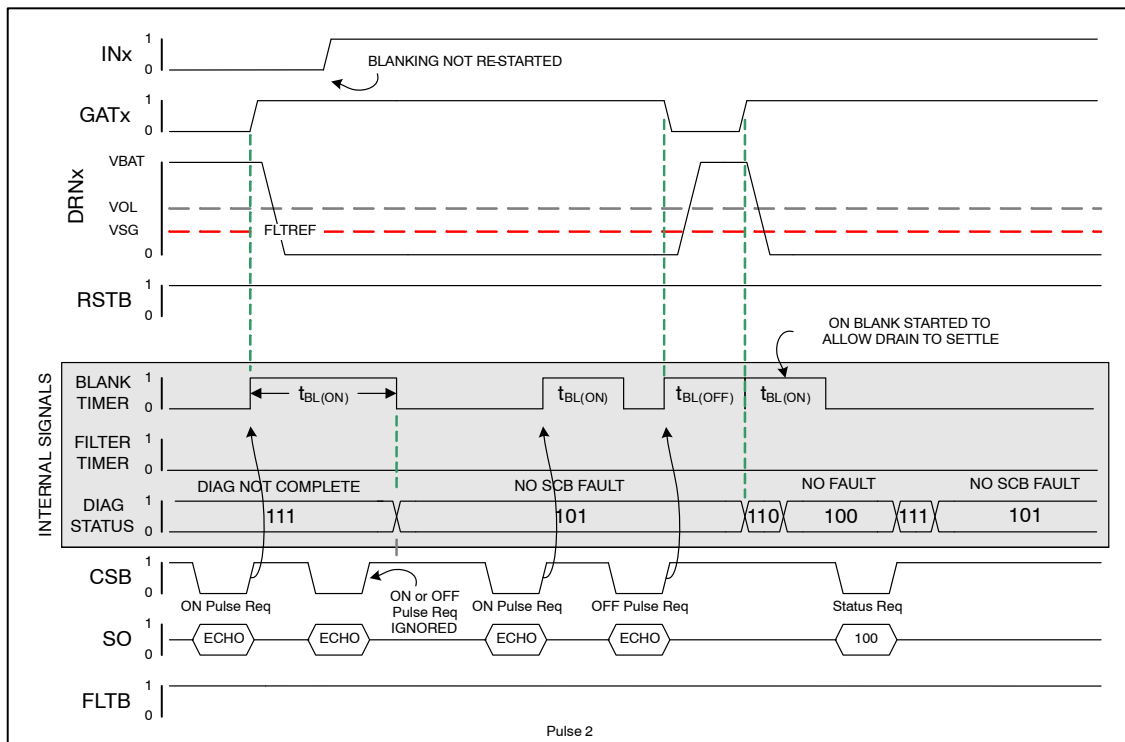 INx
1
0
BLANKING NOT RE-STARTED
GATx
1
0
DRNx
VBAT
VOL
VSG
0
FLTREF
RSTB
1
0
ON BLANK STARTED TO
ALLOW DRAIN TO SETTLE
INTERNAL SIGNALS
BLANK
TIMER
1
0
tBL(ON)
tBL(ON)
tBL(OFF)
tBL(ON)
FILTER
TIMER
1
0
DIAG NOT COMPLETE
NO SCB FAULT
NO FAULT
NO SCB FAULT
DIAG
STATUS
1
0
111
101
110
100
111
101
CSB
1
0
ON Pulse Req
ON or OFF
Pulse Req
IGNORED
ON Pulse Req
OFF Pulse Req
Status Req
SO
1
0
ECHO
ECHO
ECHO
ECHO
100
FLTB
1
0
Pulse 2